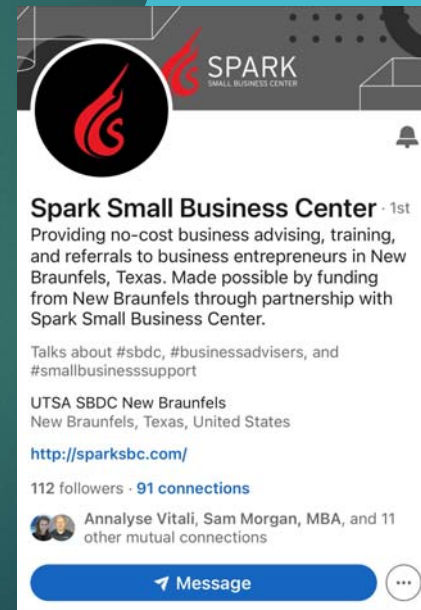 SPARK
SMALL BUSINESS CENTER
Spark Small Business Center · 1st
Providing no-cost business advising, training,
and referrals to business entrepreneurs in New
Braunfels, Texas. Made possible by funding
from New Braunfels through partnership with
Spark Small Business Center.
Talks about #sbdc, #businessadvisers, and
#smallbusinesssupport
UTSA SBDC New Braunfels
New Braunfels, Texas, United States
http://sparksbc.com/
112 followers · 91 connections
Annalyse Vitali, Sam Morgan, MBA, and 11
other mutual connections
Message